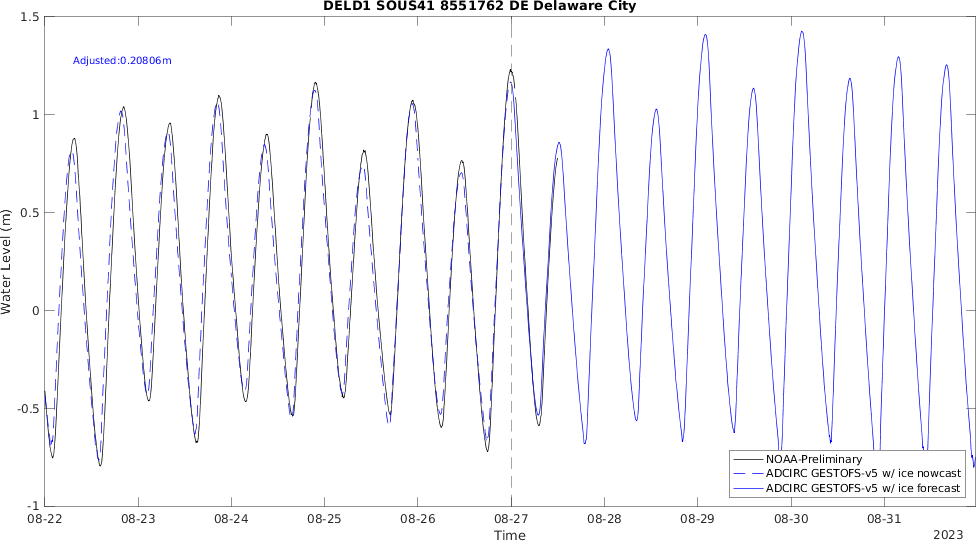 DELD1 SOUS41 8551762 DE Delaware City
Adjusted:0.20806m
Water Level (m)
1.5
1
0.5
0
-0.5
-1
08-22 08-23 08-24 08-25 08-26 08-27 08-28 08-29 08-30 08-31
Time
2023
NOAA-Preliminary
ADCIRC GESTOFS-v5 w/ ice nowcast
ADCIRC GESTOFS-v5 w/ ice forecast